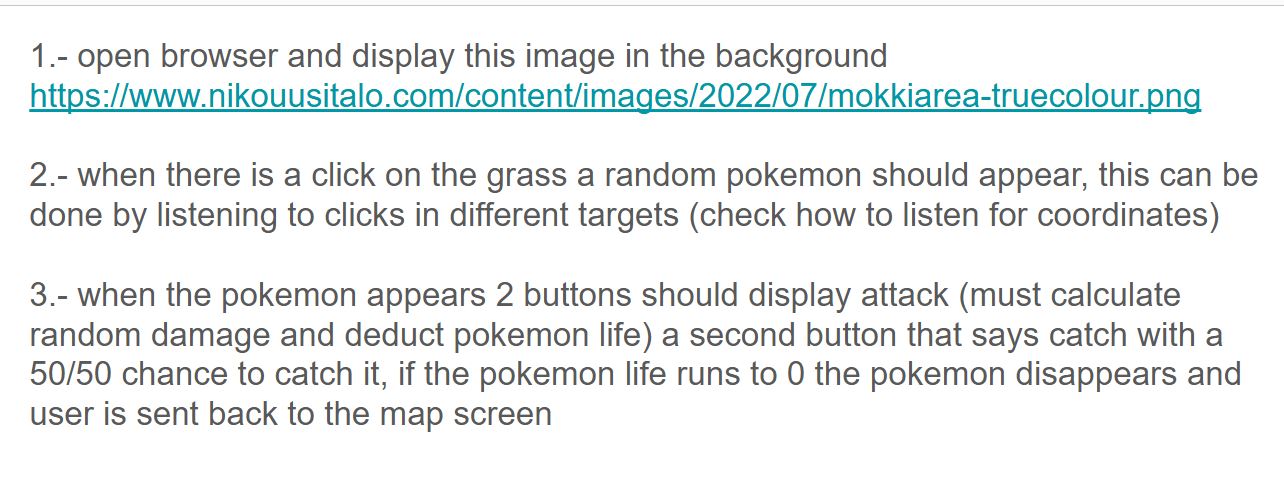 1.- open browser and display this image in the background
https://www.nikouusitalo.com/content/images/2022/07/mokkiarea-truecolour.png
2.- when there is a click on the grass a random pokemon should appear, this can be
done by listening to clicks in different targets (check how to listen for coordinates)
3.- when the pokemon appears 2 buttons should display attack (must calculate
random damage and deduct pokemon life) a second button that says catch with a
50/50 chance to catch it, if the pokemon life runs to 0 the pokemon disappears and
user is sent back to the map screen